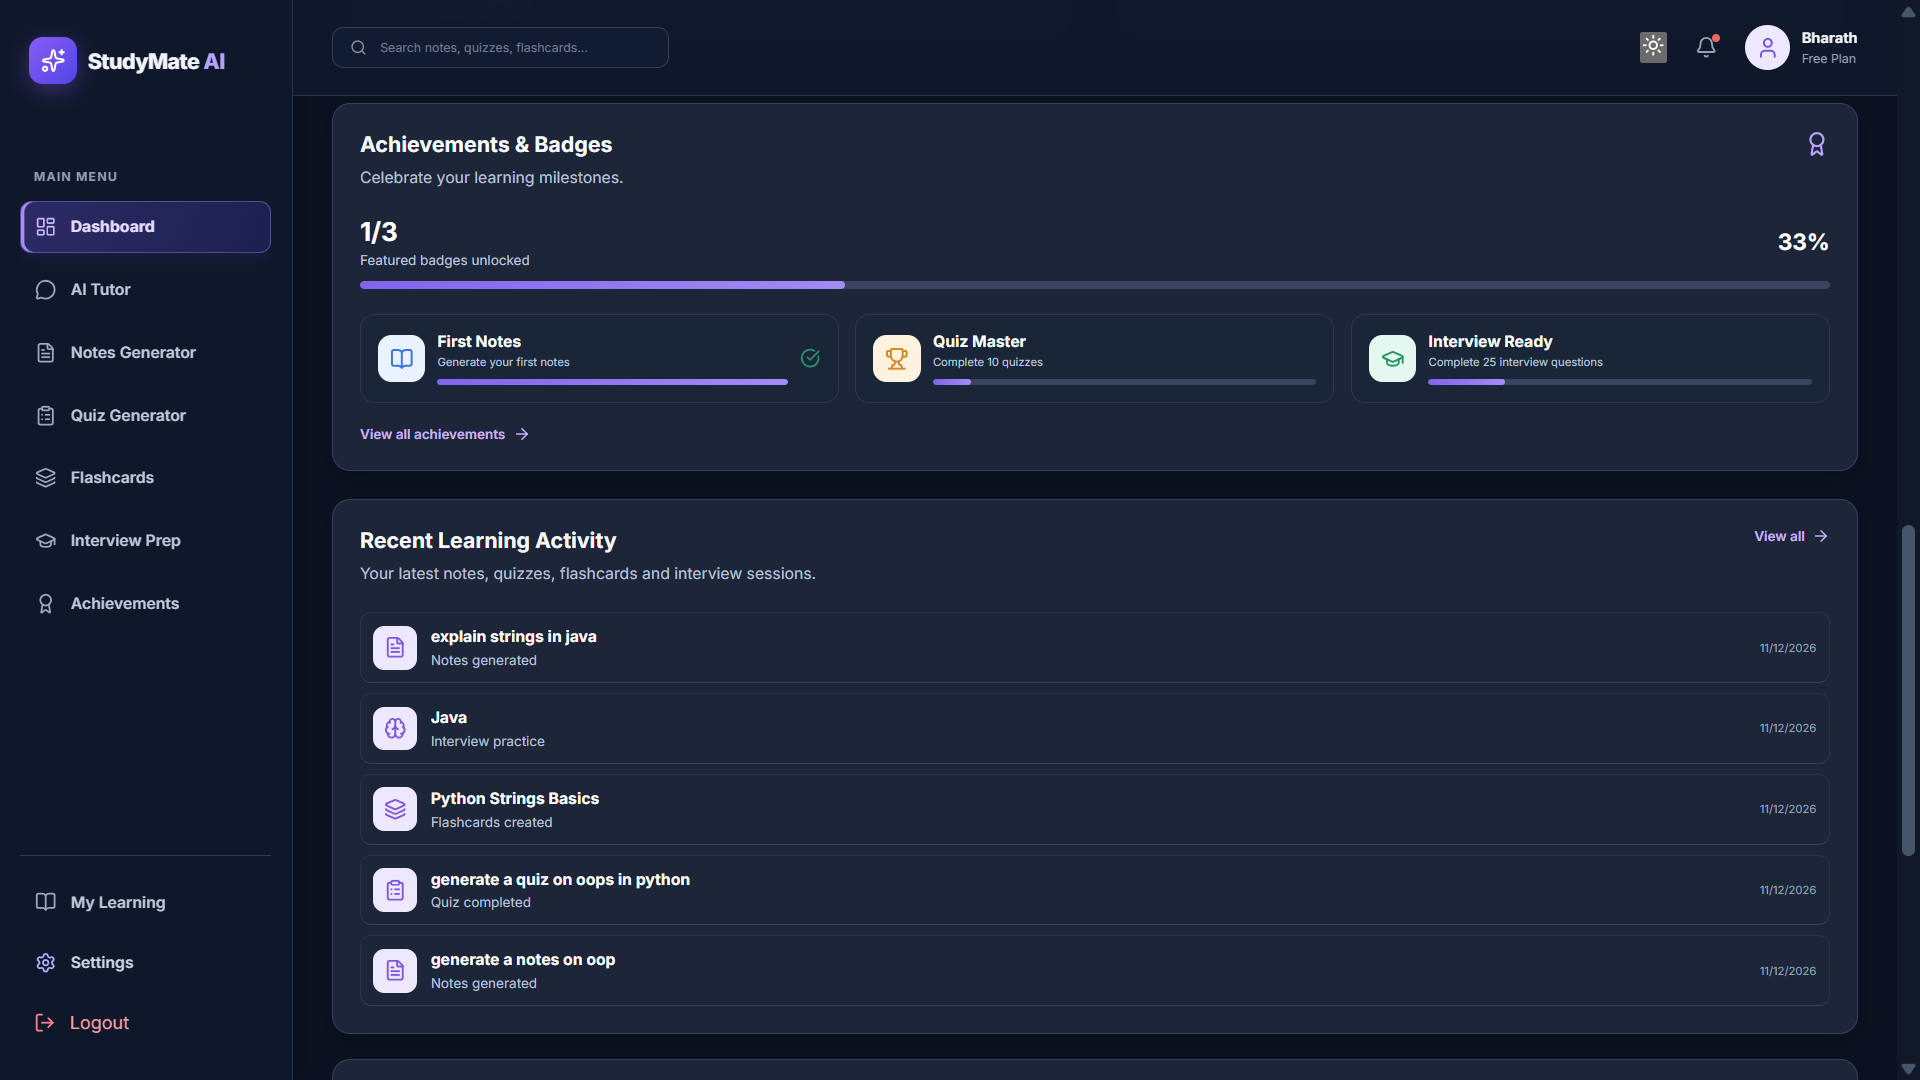 StudyMate AI
MAIN MENU
Dashboard
AI Tutor
Notes Generator
Quiz Generator
Flashcards
Interview Prep
Achievements
My Learning
Settings
Logout
Search notes, quizzes, flashcards...
Bharath
Free Plan
Achievements & Badges
Celebrate your learning milestones.
1/3
Featured badges unlocked
33%
First Notes
Generate your first notes
Quiz Master
Complete 10 quizzes
Interview Ready
Complete 25 interview questions
View all achievements
Recent Learning Activity
View all
Your latest notes, quizzes, flashcards and interview sessions.
explain strings in java
Notes generated
11/12/2026
Java
Interview practice
11/12/2026
Python Strings Basics
Flashcards created
11/12/2026
generate a quiz on oops in python
Quiz completed
11/12/2026
generate a notes on oop
Notes generated
11/12/2026